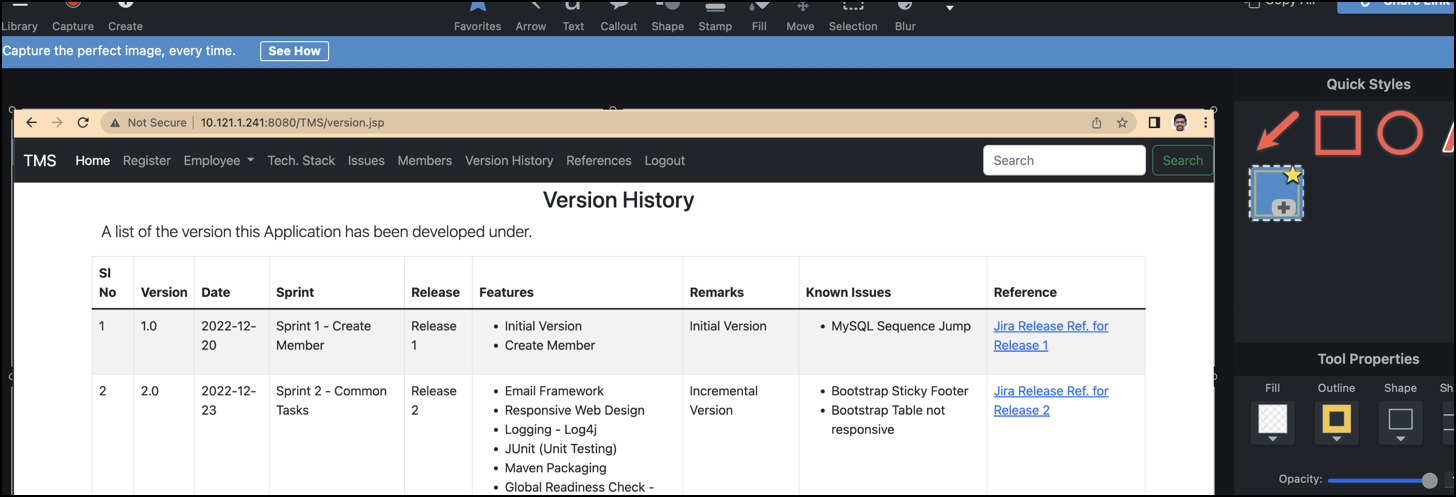 Copy All
Share Link
Library Capture Create Favorites Arrow Text Callout Shape Stamp Fill Move Selection Blur
Capture the perfect image, every time. See How
Quick Styles
Not Secure 10.121.1.241:8080/TMS/version.jsp
TMS Home Register Employee Tech. Stack Issues Members Version History References Logout Search Search
Version History
A list of the version this Application has been developed under.
Sl
No Version Date Sprint Release Features Remarks Known Issues Reference
1 1.0 2022-12- Sprint 1 - Create Release • Initial Version Initial Version • MySQL Sequence Jump Jira Release Ref. for
20 Member 1 • Create Member Release 1
2 2.0 2022-12- Sprint 2 - Common Release • Email Framework Incremental • Bootstrap Sticky Footer Jira Release Ref. for
23 Tasks 2 • Responsive Web Design Version • Bootstrap Table not Release 2
• Logging - Log4j responsive
• JUnit (Unit Testing)
• Maven Packaging
• Global Readiness Check -
Tool Properties
Fill Outline Shape Sh
Opacity: